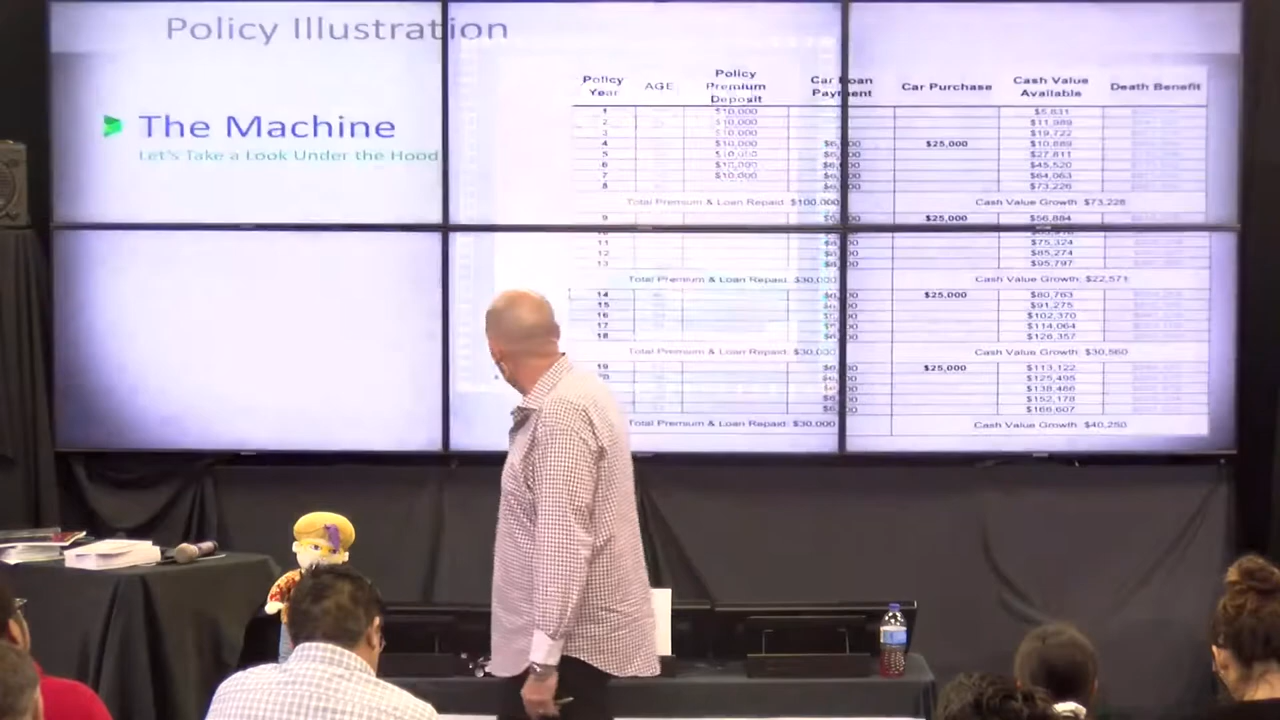 Policy Illustration
The Machine
Let's Take a Look Under the Hood
Policy Year AGE Policy Premium Deposit Car Loan Payment Car Purchase Cash Value Available Death Benefit
1 $10,000 $5,831
2 $10,000 $11,989
3 $10,000 $19,722
4 $10,000 $25,000 $10,889
5 $10,000 $27,811
6 $10,000 $45,520
7 $10,000 $64,063
8 $73,226
Total Premium & Loan Repaid: $100,000 Cash Value Growth $73,226
9 $25,000 $56,884
11 $75,324
12 $85,274
13 $95,797
Total Premium & Loan Repaid: $30,000 Cash Value Growth: $22,571
14 $25,000 $80,763
15 $91,275
16 $102,370
17 $114,064
18 $126,357
Total Premium & Loan Repaid: $30,000 Cash Value Growth: $30,560
19 $25,000 $113,122
$125,495
$138,486
$152,178
$166,607
Total Premium & Loan Repaid: $30,000 Cash Value Growth: $40,250